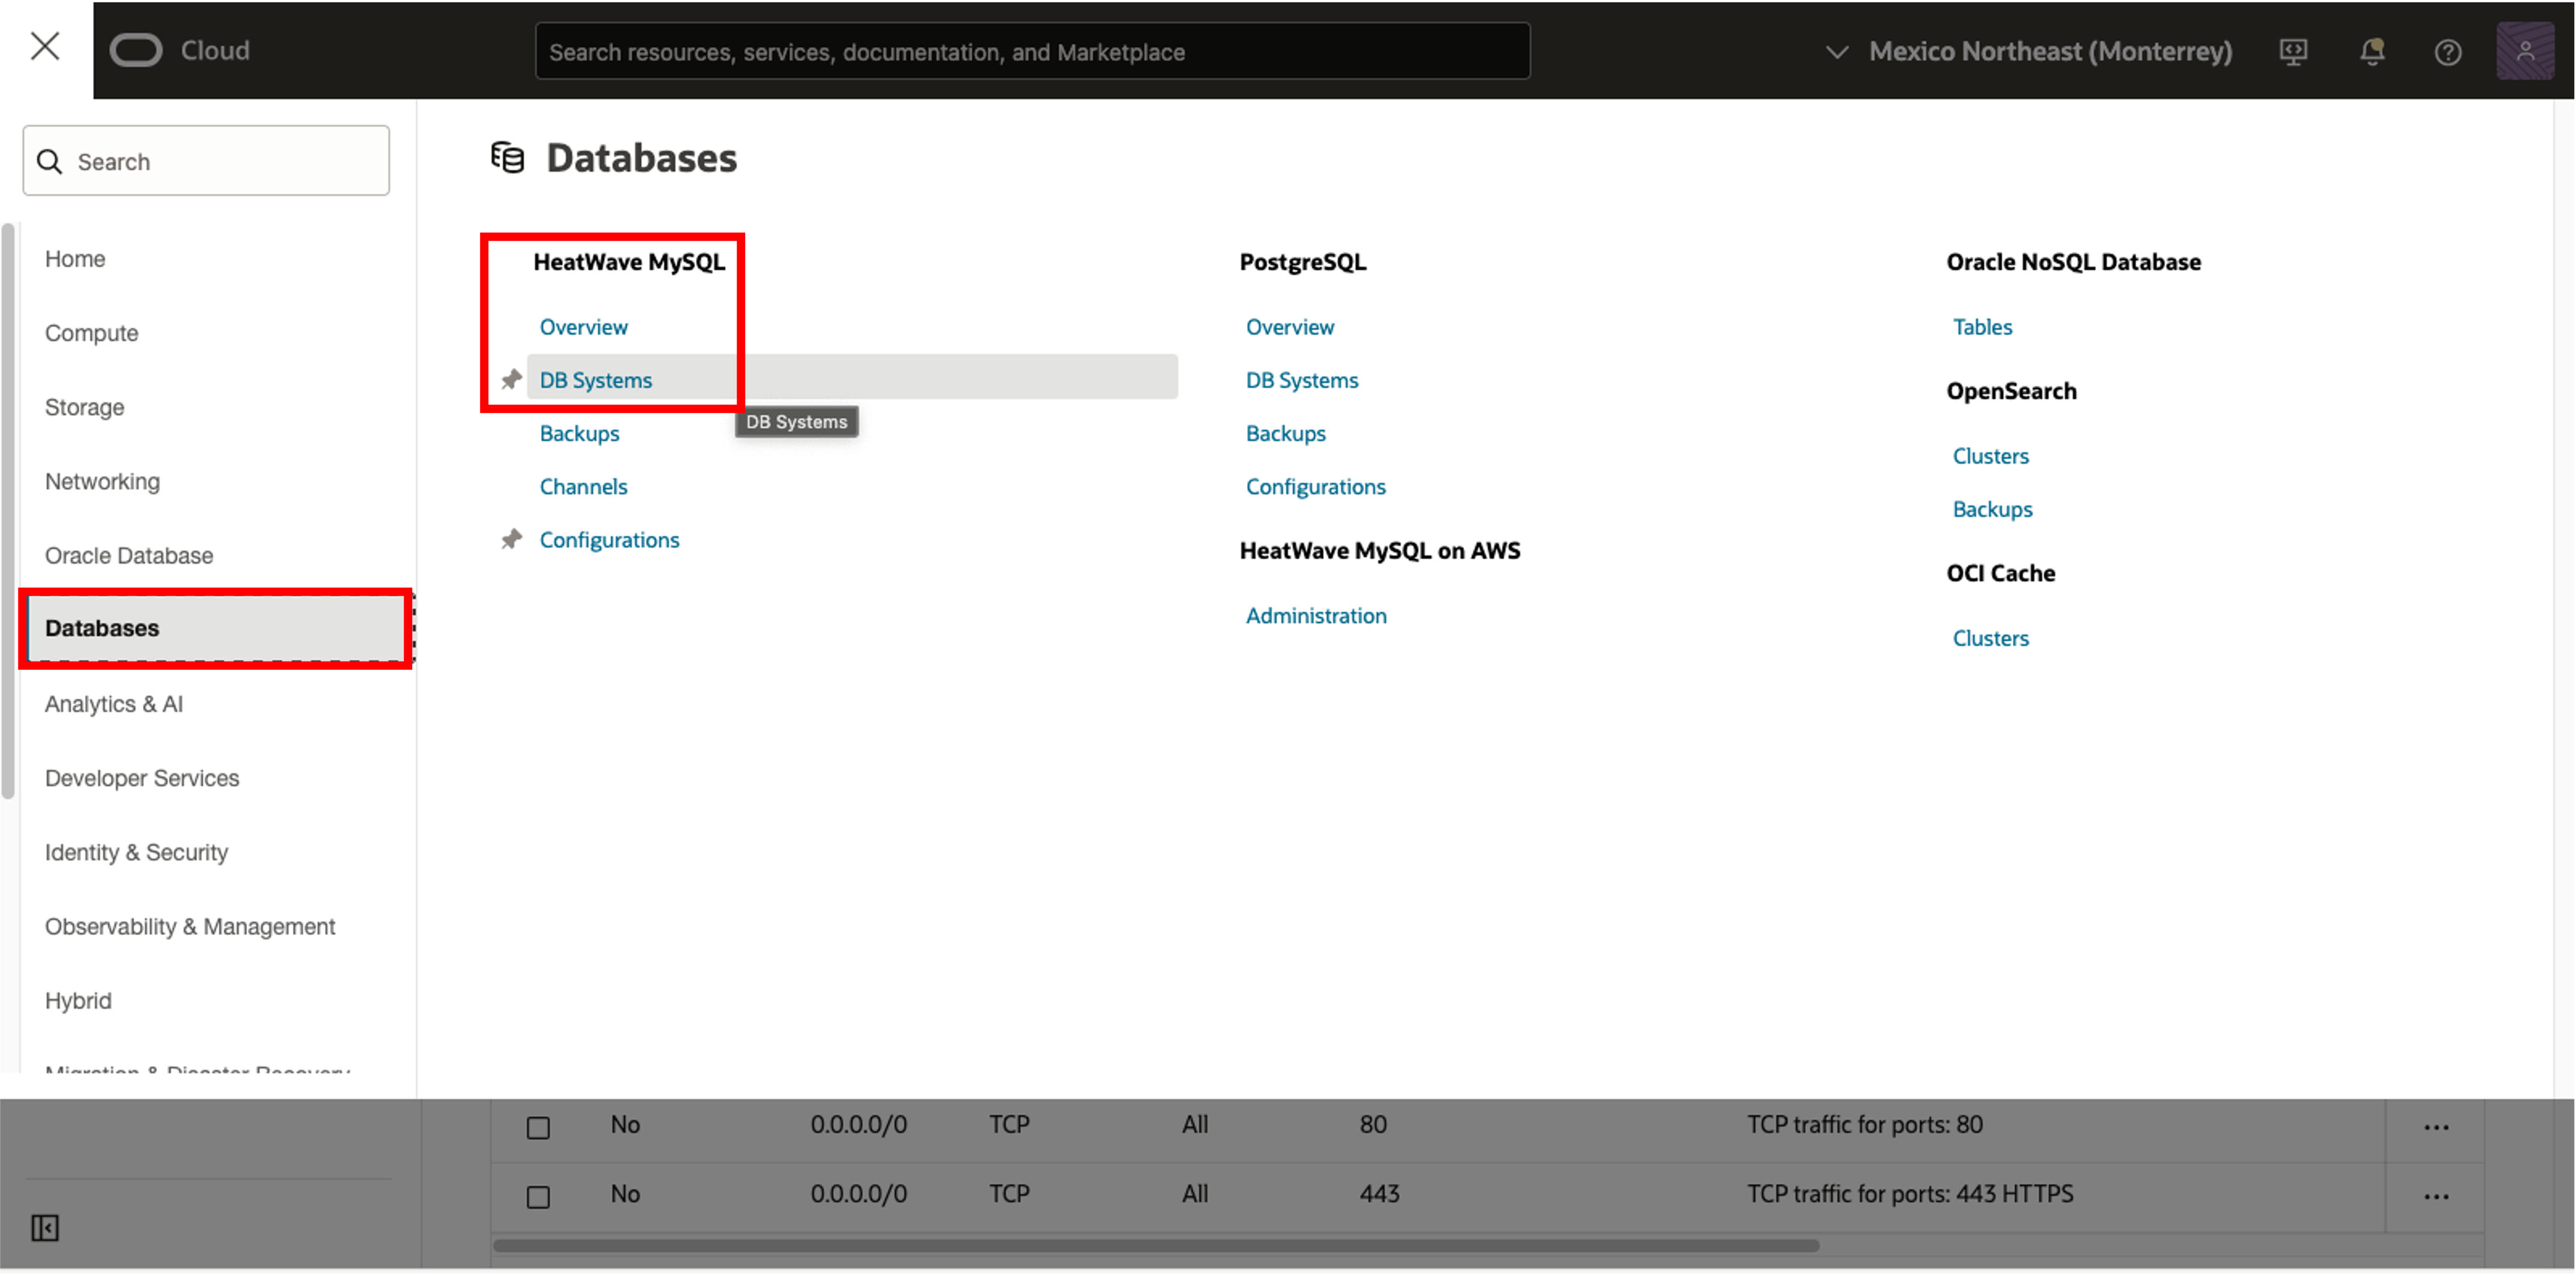 Cloud
Search resources, services, documentation, and Marketplace
Mexico Northeast (Monterrey)
Search
Home
Compute
Storage
Networking
Oracle Database
Databases
Analytics & AI
Developer Services
Identity & Security
Observability & Management
Hybrid
Migration & Disaster Recovery
Databases
HeatWave MySQL
Overview
DB Systems
DB Systems
Backups
Channels
Configurations
PostgreSQL
Overview
DB Systems
Backups
Configurations
HeatWave MySQL on AWS
Administration
Oracle NoSQL Database
Tables
OpenSearch
Clusters
Backups
OCI Cache
Clusters
No 0.0.0.0/0 TCP All 80 TCP traffic for ports: 80
No 0.0.0.0/0 TCP All 443 TCP traffic for ports: 443 HTTPS